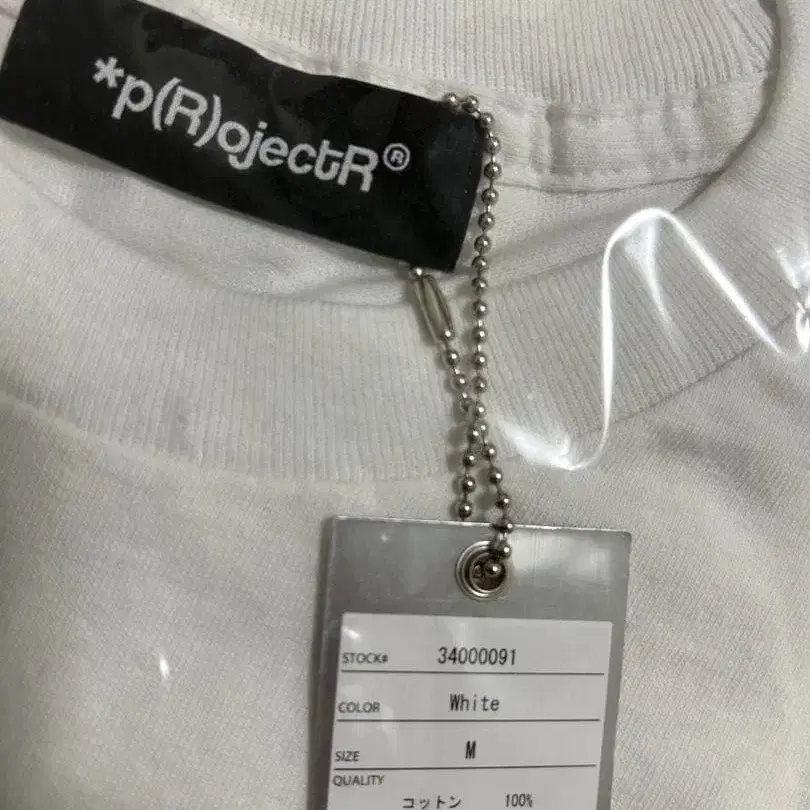 *p(R)ojectR®
STOCK# 34000091
COLOR White
SIZE M
QUALITY
コットン 100%